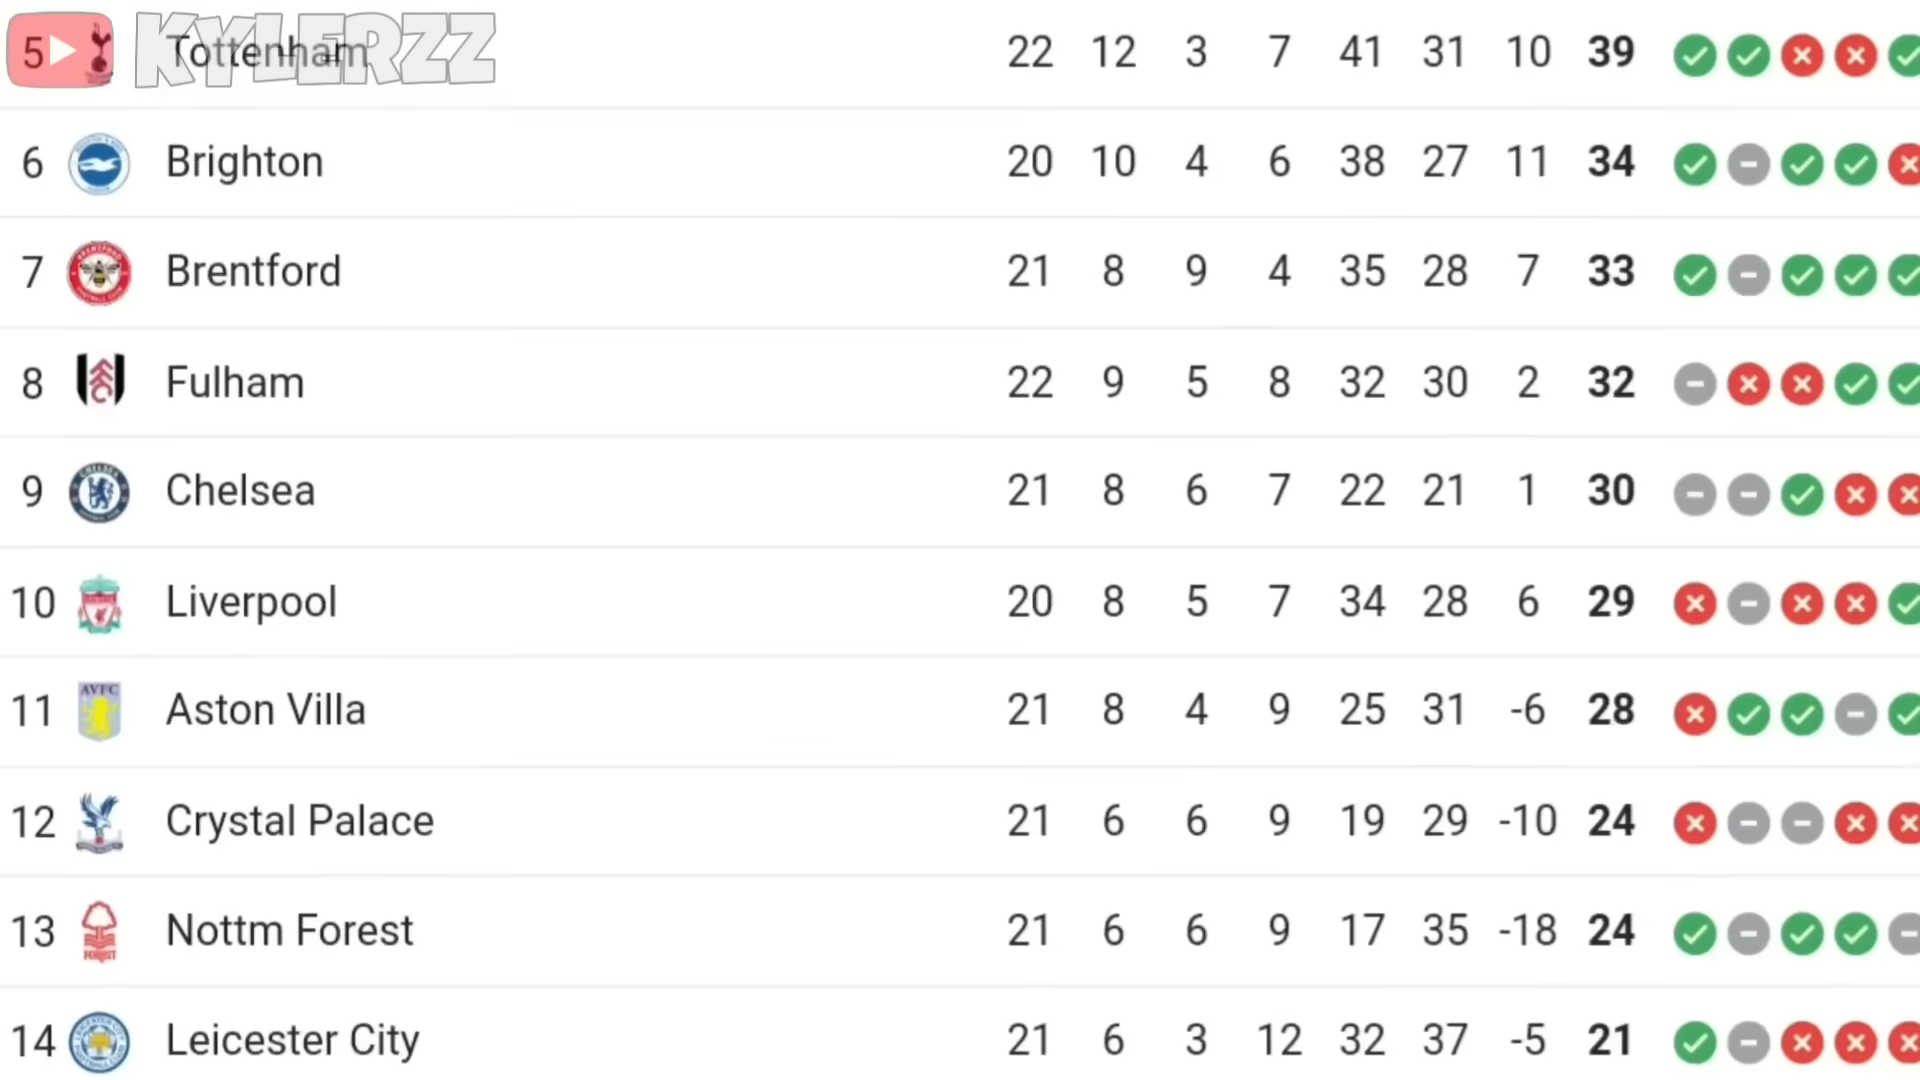 KYLERZZ
5 Tottenham 22 12 3 7 41 31 10 39
6 Brighton 20 10 4 6 38 27 11 34
7 Brentford 21 8 9 4 35 28 7 33
8 Fulham 22 9 5 8 32 30 2 32
9 Chelsea 21 8 6 7 22 21 1 30
10 Liverpool 20 8 5 7 34 28 6 29
AVFC
11 Aston Villa 21 8 4 9 25 31 -6 28
12 Crystal Palace 21 6 6 9 19 29 -10 24
13 Nottm Forest 21 6 6 9 17 35 -18 24
FOREST
14 Leicester City 21 6 3 12 32 37 -5 21